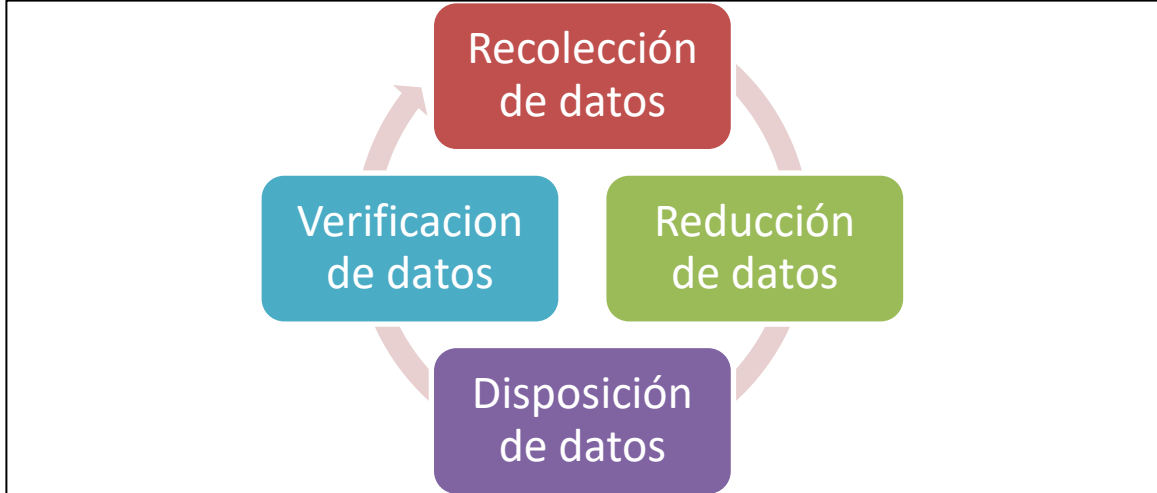 Recolección
de datos
Verificacion
de datos
Reducción
de datos
Disposición
de datos